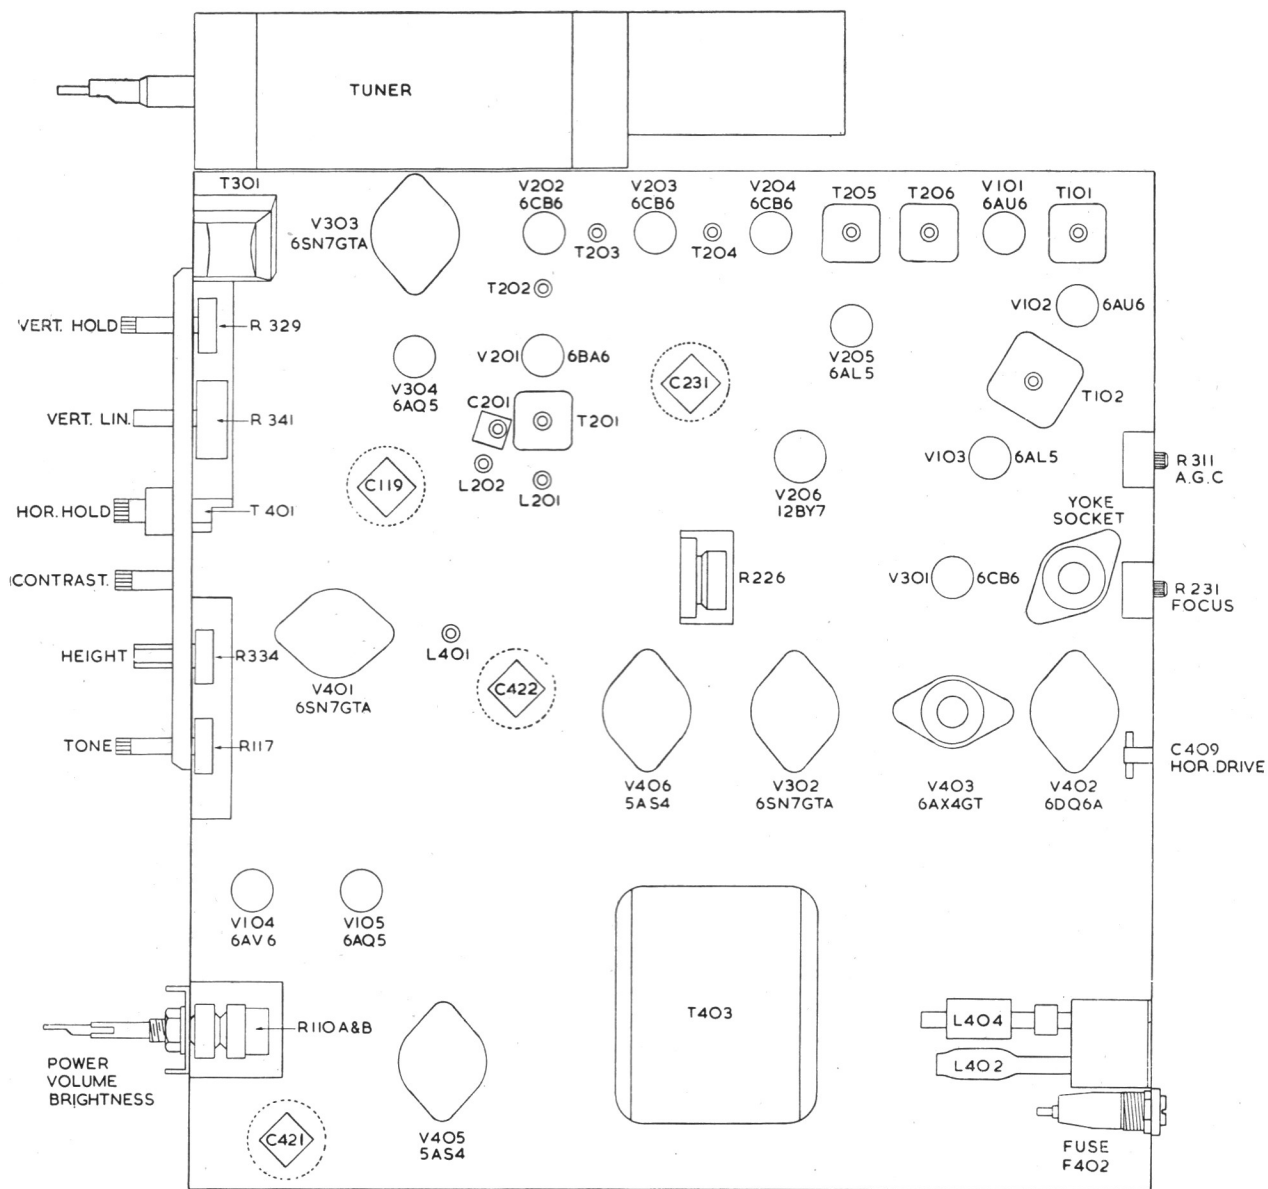 TUNER
T301
V303
6SN7GTA
V202
6CB6
V203
6CB6
V204
6CB6
T205
T206
V101
6AU6
T101
T203
T204
T202
V102
6AU6
VERT. HOLD
R 329
V304
6AQ5
V201
6BA6
C231
V205
6AL5
T102
VERT. LIN.
R 341
C201
T201
C119
L202
L201
V206
12BY7
V103
6AL5
R311
A.G.C
HOR. HOLD
T 401
YOKE
SOCKET
CONTRAST.
R226
V301
6CB6
R 231
FOCUS
HEIGHT
R334
L401
V401
6SN7GTA
C422
TONE
R117
V406
5AS4
V302
6SN7GTA
V403
6AX4GT
V402
6DQ6A
C409
HOR.DRIVE
V104
6AV6
V105
6AQ5
R110A&B
POWER
VOLUME
BRIGHTNESS
T403
L404
L402
C421
V405
5AS4
FUSE
F402